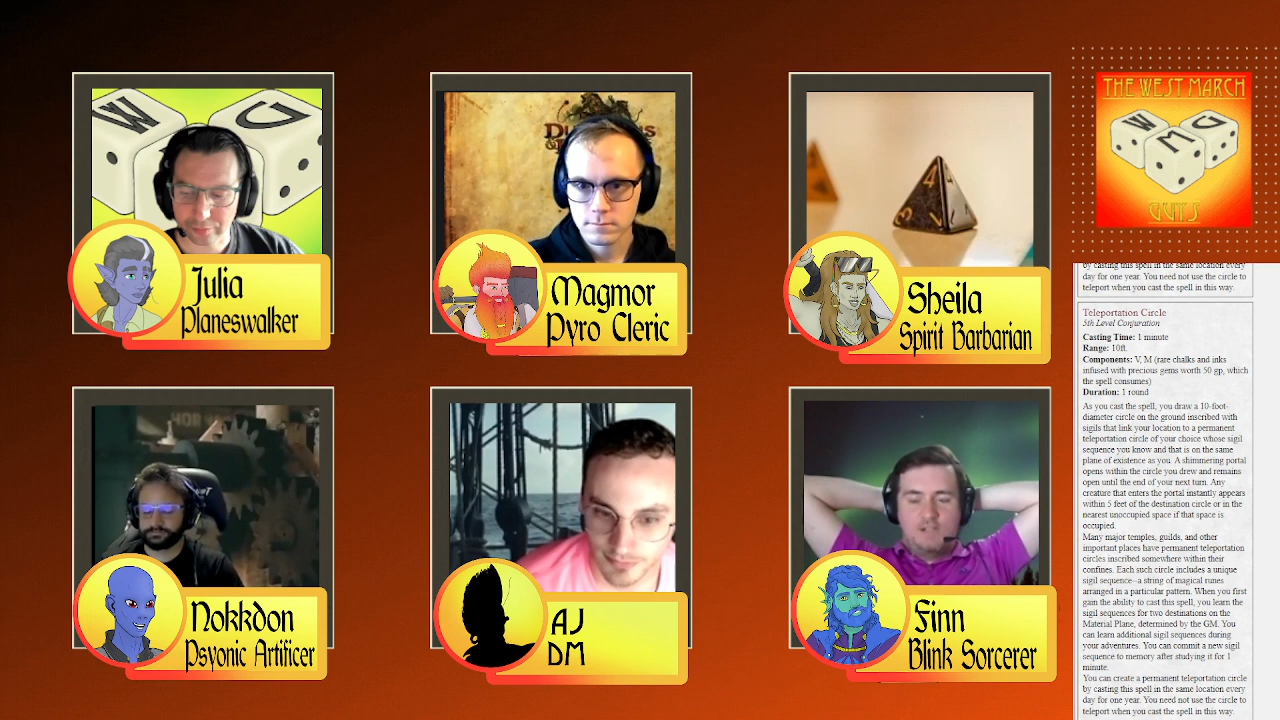 W
G
Julia
Planeswalker
Magmor
Pyro Cleric
4
Sheila
Spirit Barbarian
Nokkdon
Psyonic Artificer
AJ
DM
Finn
Blink Sorcerer
THE WEST MARCH
W
M
G
GUYS
by casting this spell in the same location every
day for one year. You need not use the circle to
teleport when you cast the spell in this way.
Teleportation Circle
5th Level Conjuration
Casting Time: 1 minute
Range: 10ft.
Components: V, M (rare chalks and inks
infused with precious gems worth 50 gp, which
the spell consumes)
Duration: 1 round
As you cast the spell, you draw a 10-foot-
diameter circle on the ground inscribed with
sigils that link your location to a permanent
teleportation circle of your choice whose sigil
sequence you know and that is on the same
plane of existence as you. A shimmering portal
opens within the circle you drew and remains
open until the end of your next turn. Any
creature that enters the portal instantly appears
within 5 feet of the destination circle or in the
nearest unoccupied space if that space is
occupied.
Many major temples, guilds, and other
important places have permanent teleportation
circles inscribed somewhere within their
confines. Each such circle includes a unique
sigil sequence--a string of magical runes
arranged in a particular pattern. When you first
gain the ability to cast this spell, you learn the
sigil sequences for two destinations on the
Material Plane, determined by the GM. You
can learn additional sigil sequences during
your adventures. You can commit a new sigil
sequence to memory after studying it for 1
minute.
You can create a permanent teleportation circle
by casting this spell in the same location every
day for one year. You need not use the circle to
teleport when you cast the spell in this way.